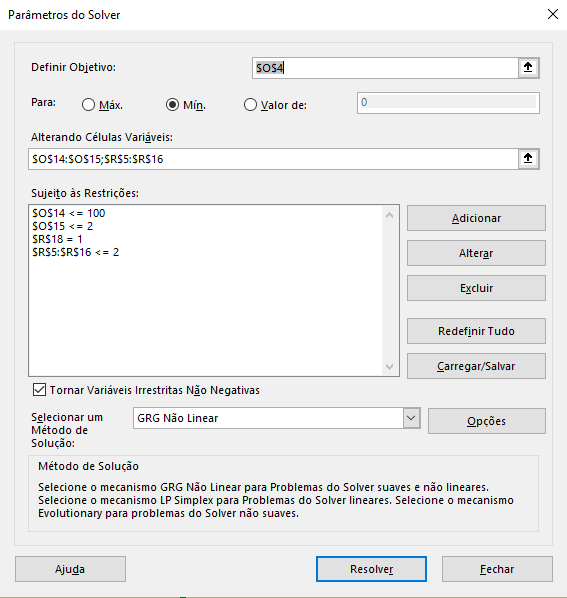 Parâmetros do Solver
Definir Objetivo:
$O$4
Para:
Máx.
Mín.
Valor de:
0
Alterando Células Variáveis:
$O$14:$O$15;$R$5:$R$16
Sujeito às Restrições:
$O$14 <= 100
$O$15 <= 2
$R$18 = 1
$R$5:$R$16 <= 2
Adicionar
Alterar
Excluir
Redefinir Tudo
Carregar/Salvar
Tornar Variáveis Irrestritas Não Negativas
Selecionar um
Método de
Solução:
GRG Não Linear
Opções
Método de Solução
Selecione o mecanismo GRG Não Linear para Problemas do Solver suaves e não lineares.
Selecione o mecanismo LP Simplex para Problemas do Solver lineares. Selecione o mecanismo
Evolutionary para problemas do Solver não suaves.
Ajuda
Resolver
Fechar